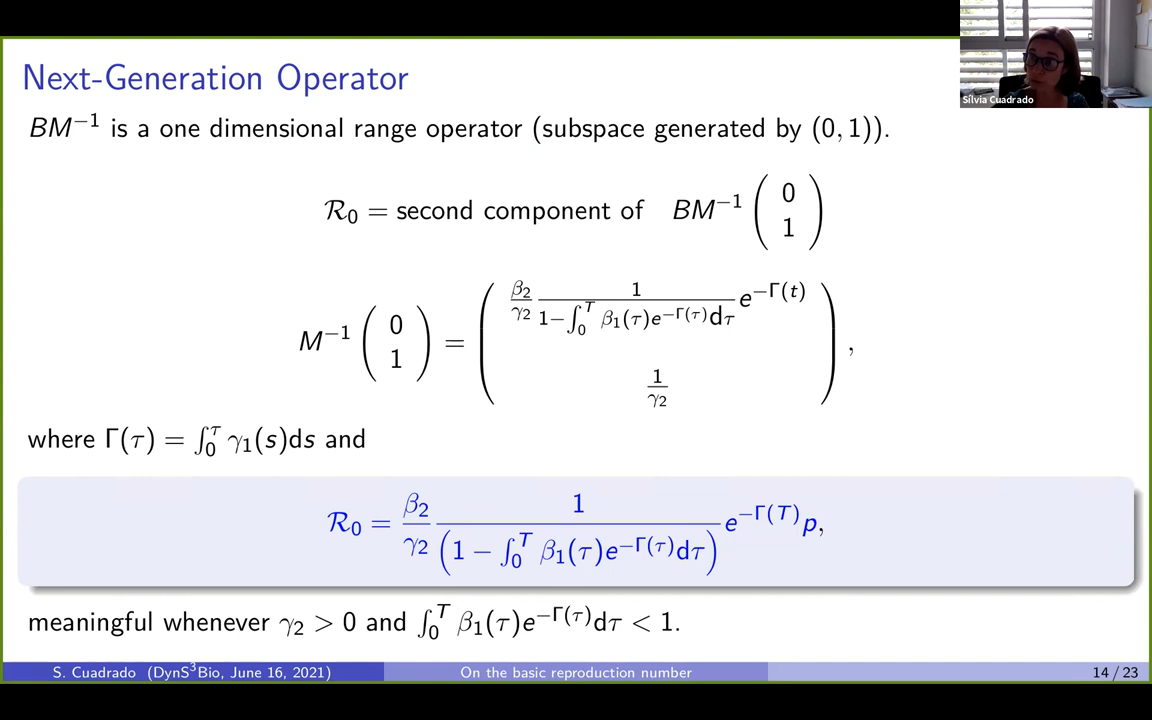 Next-Generation Operator
Sílvia Cuadrado
BM⁻¹ is a one dimensional range operator (subspace generated by (0, 1)).
ℛ₀ = second component of BM⁻¹ ( 0 1 )
M⁻¹ ( 0 1 ) = ( β₂/γ₂ 1/(1−∫₀ᵀ β₁(τ)e^{−Γ(τ)}dτ) e^{−Γ(t)} 1/γ₂ ) ,
where Γ(τ) = ∫₀^τ γ₁(s)ds and
ℛ₀ = β₂/γ₂ 1/(1 − ∫₀ᵀ β₁(τ)e^{−Γ(τ)}dτ) e^{−Γ(T)}p,
meaningful whenever γ₂ > 0 and ∫₀ᵀ β₁(τ)e^{−Γ(τ)}dτ < 1.
S. Cuadrado (DynS³Bio, June 16, 2021) On the basic reproduction number 14 / 23